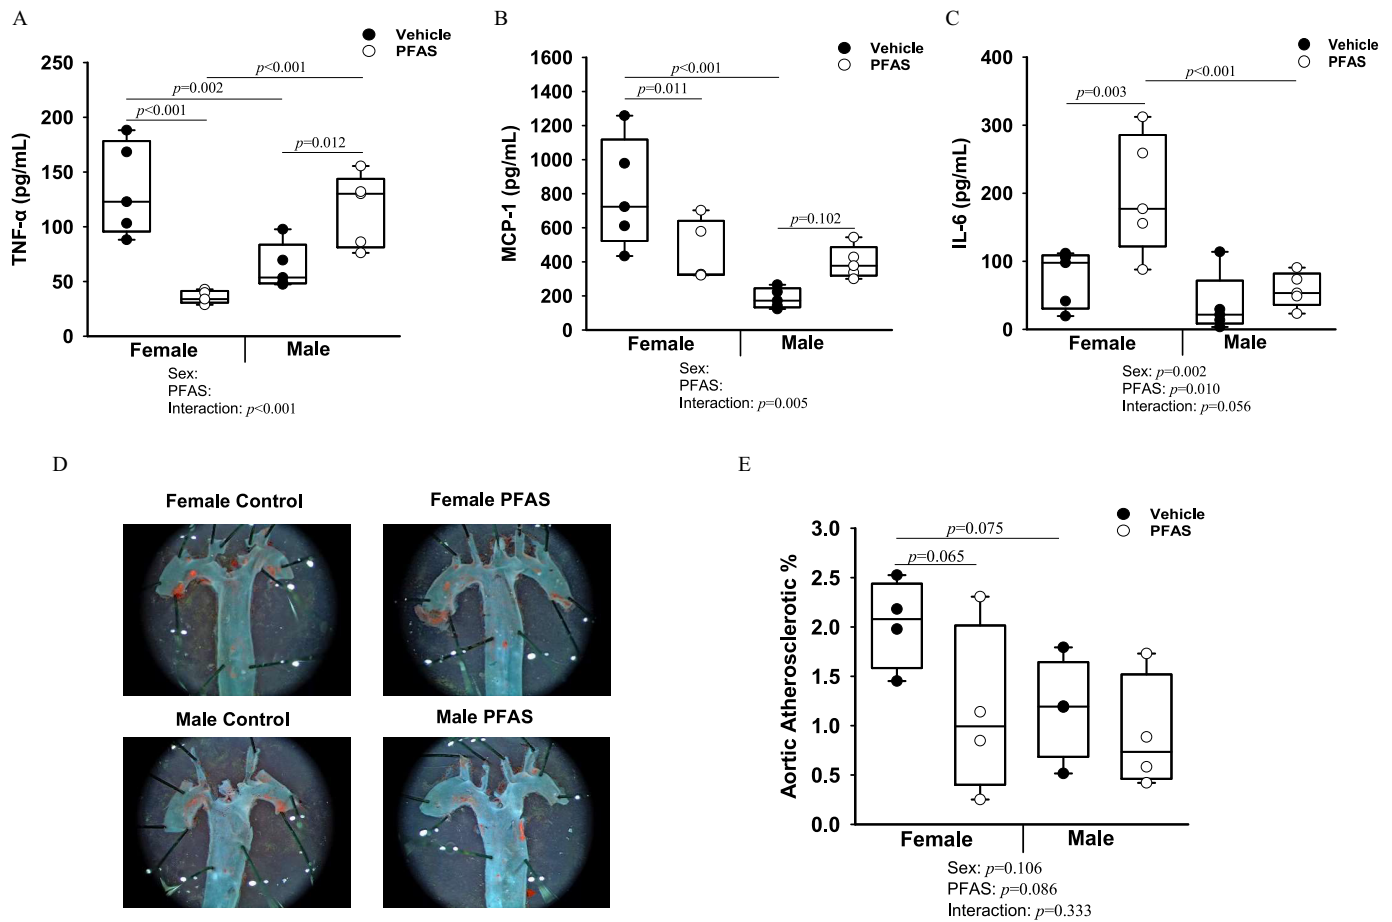 A
Vehicle
PFAS
TNF-α (pg/mL)
250
200
150
100
50
0
p<0.001
p=0.002
p<0.001
p=0.012
Female
Male
Sex:
PFAS:
Interaction: p<0.001
B
Vehicle
PFAS
MCP-1 (pg/mL)
1600
1400
1200
1000
800
600
400
200
0
p<0.001
p=0.011
p=0.102
Female
Male
Sex:
PFAS:
Interaction: p=0.005
C
Vehicle
PFAS
IL-6 (pg/mL)
400
300
200
100
0
p<0.001
p=0.003
Female
Male
Sex: p=0.002
PFAS: p=0.010
Interaction: p=0.056
D
Female Control
Female PFAS
Male Control
Male PFAS
E
Vehicle
PFAS
Aortic Atherosclerotic %
3.0
2.5
2.0
1.5
1.0
0.5
0.0
p=0.075
p=0.065
Female
Male
Sex: p=0.106
PFAS: p=0.086
Interaction: p=0.333